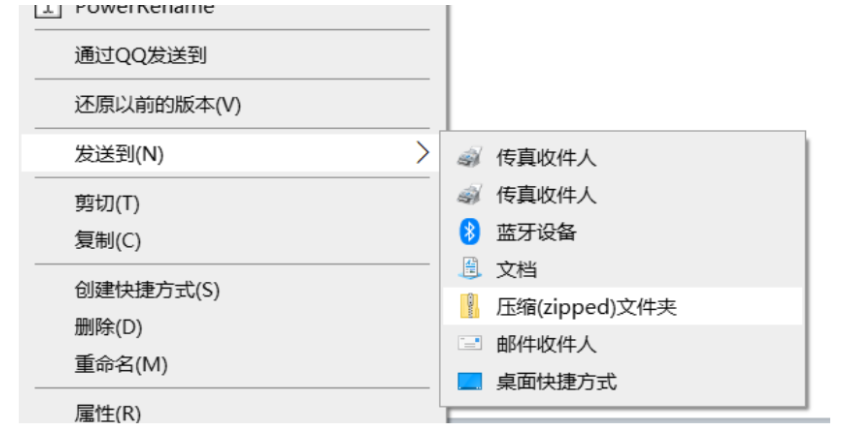 PowerRename
通过QQ发送到
还原以前的版本(V)
发送到(N)
剪切(T)
复制(C)
创建快捷方式(S)
删除(D)
重命名(M)
属性(R)
传真收件人
传真收件人
蓝牙设备
文档
压缩(zipped)文件夹
邮件收件人
桌面快捷方式